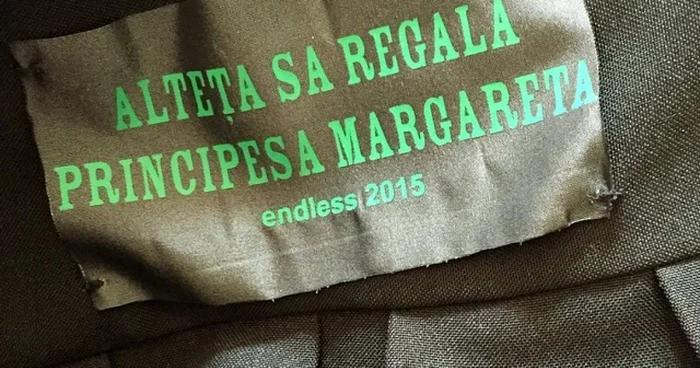 ALTEȚA SA REGALA
PRINCIPESA MARGARETA
endless 2015